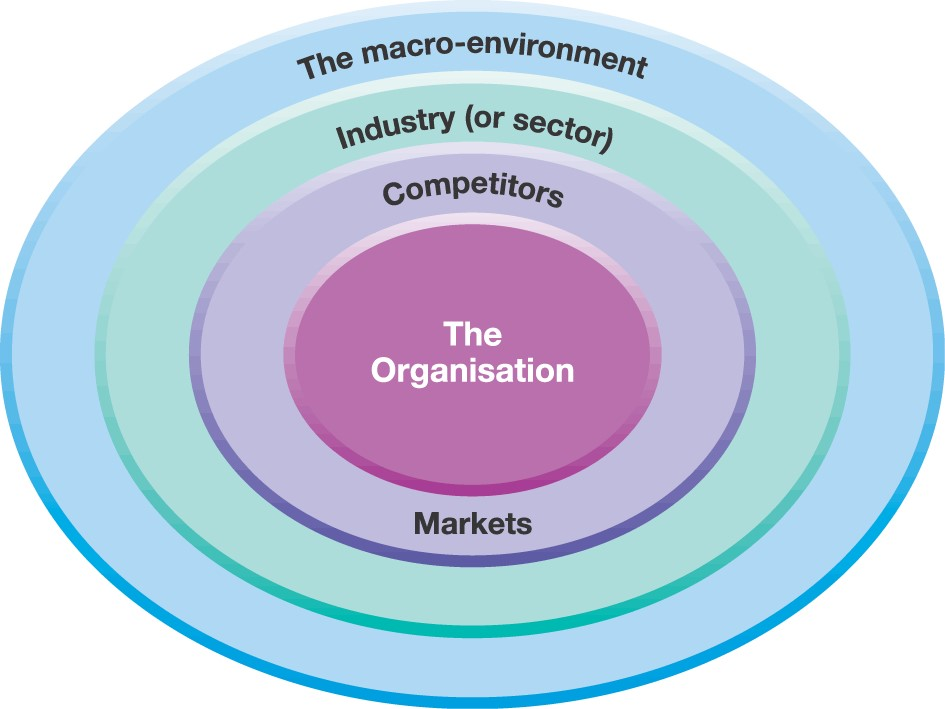 The macro-environment
Industry (or sector)
Competitors
The
Organisation
Markets